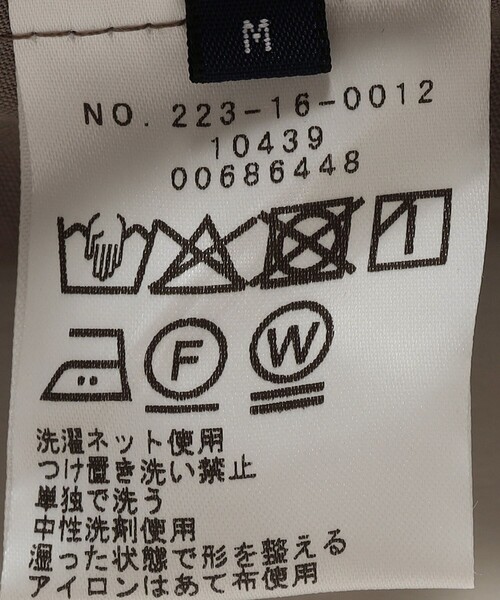 M
NO. 223-16-0012
10439
00686448
F
W
洗濯ネット使用
つけ置き洗い禁止
単独で洗う
中性洗剤使用
湿った状態で形を整える
アイロンはあて布使用